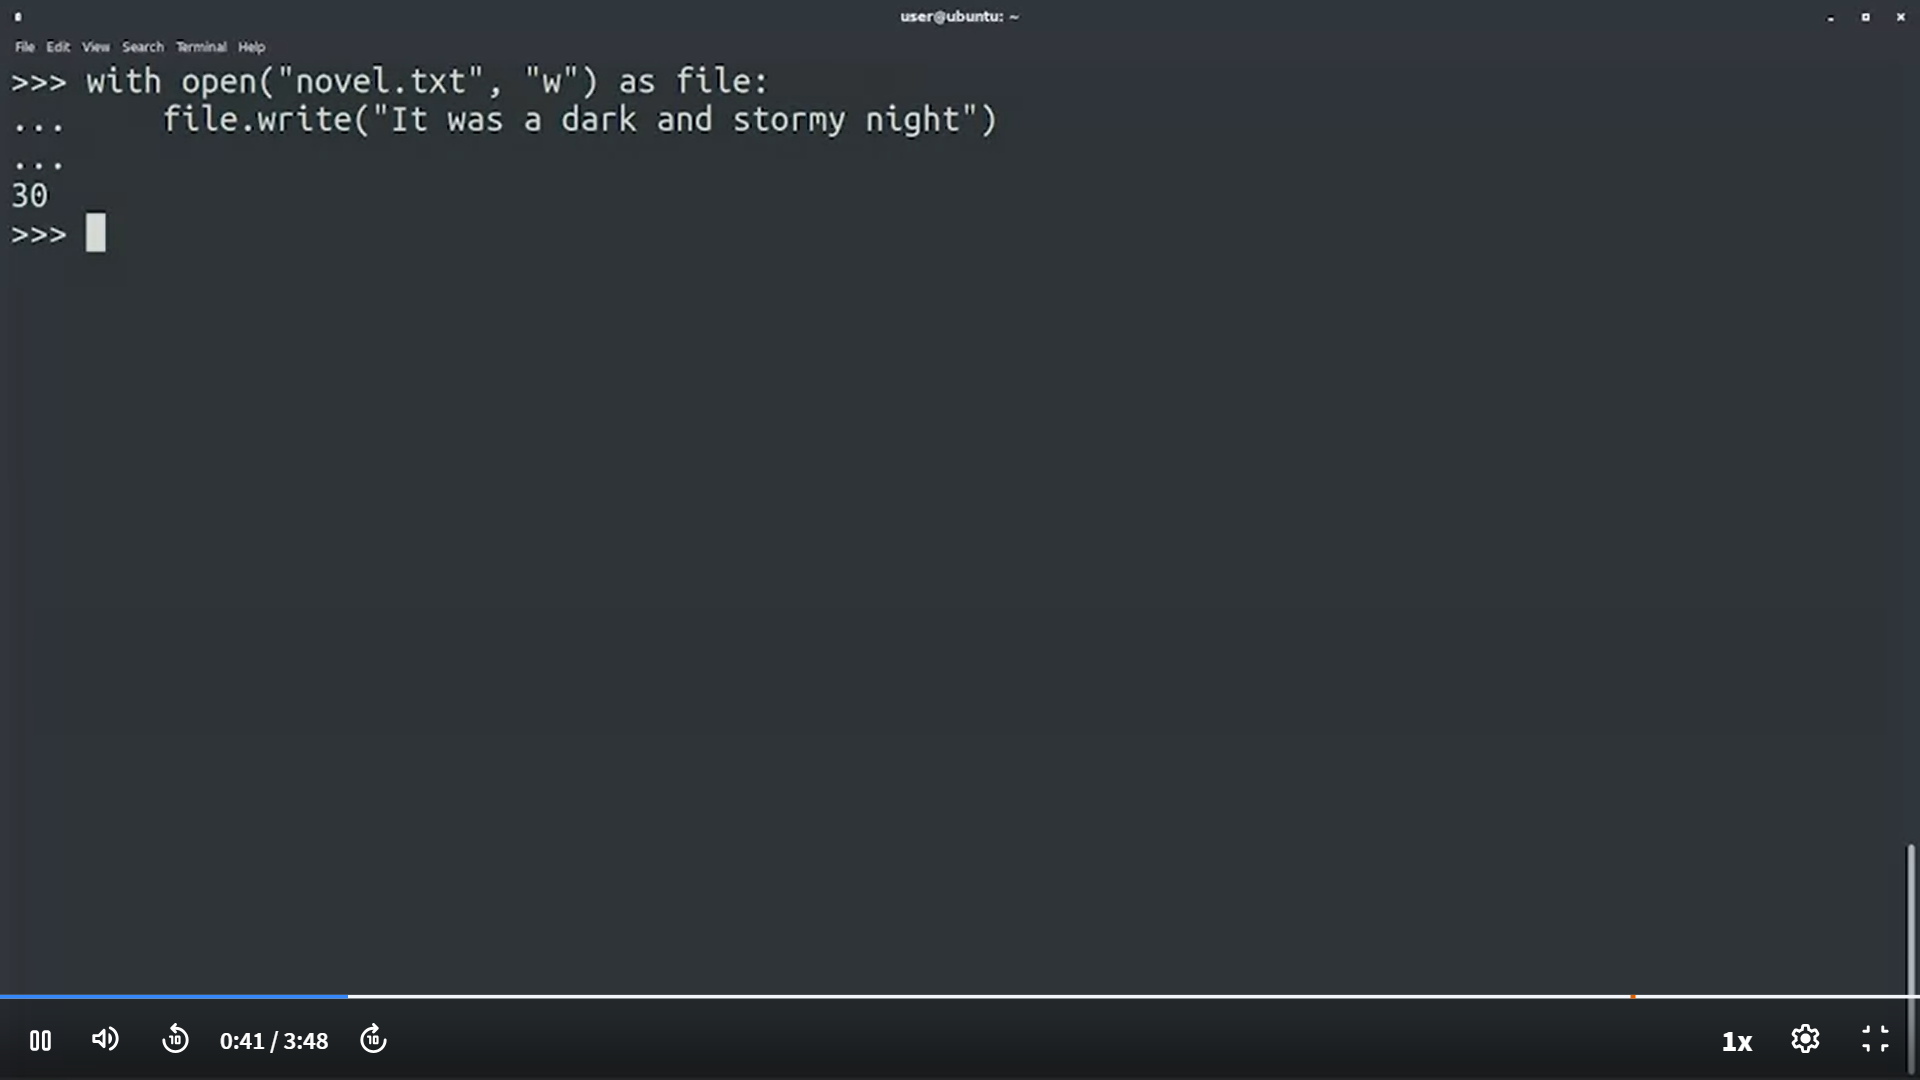 user@ubuntu: ~
File Edit View Search Terminal Help
>>> with open("novel.txt", "w") as file:
...     file.write("It was a dark and stormy night")
...
30
>>>
10 0:41 / 3:48 10 1x